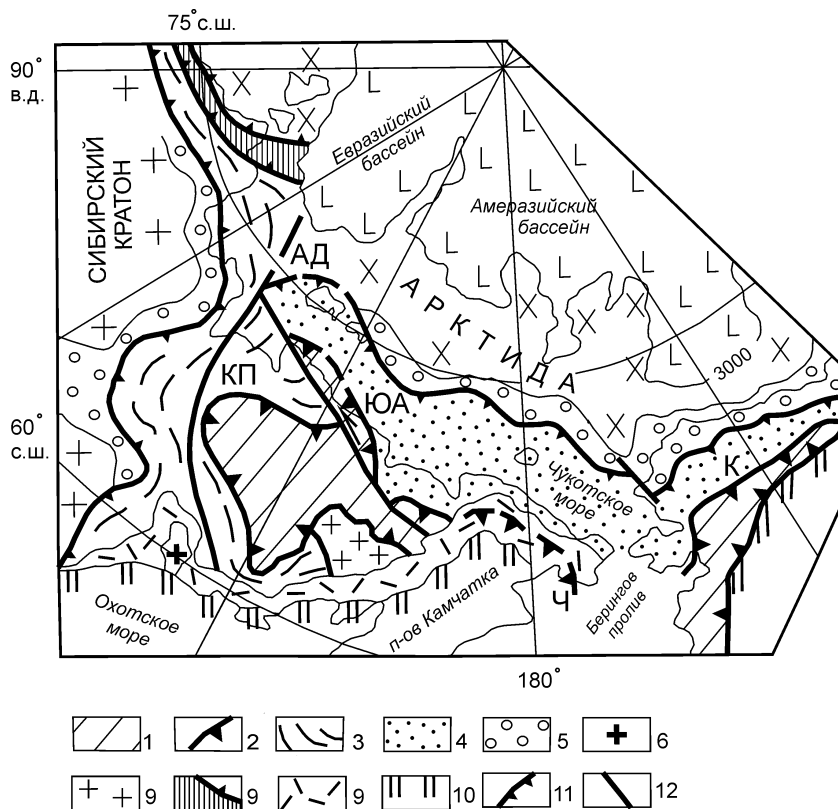 75° с.ш.
90°
в.д.
СИБИРСКИЙ
КРАТОН
Евразийский
бассейн
Амеразийский
бассейн
АД
АРКТИДА
3000
КП
ЮА
60°
с.ш.
К
Чукотское
море
Ч
Берингов
пролив
п-ов Камчатка
Охотское
море
180°
1 2 3 4 5 6
9 9 9 10 11 12